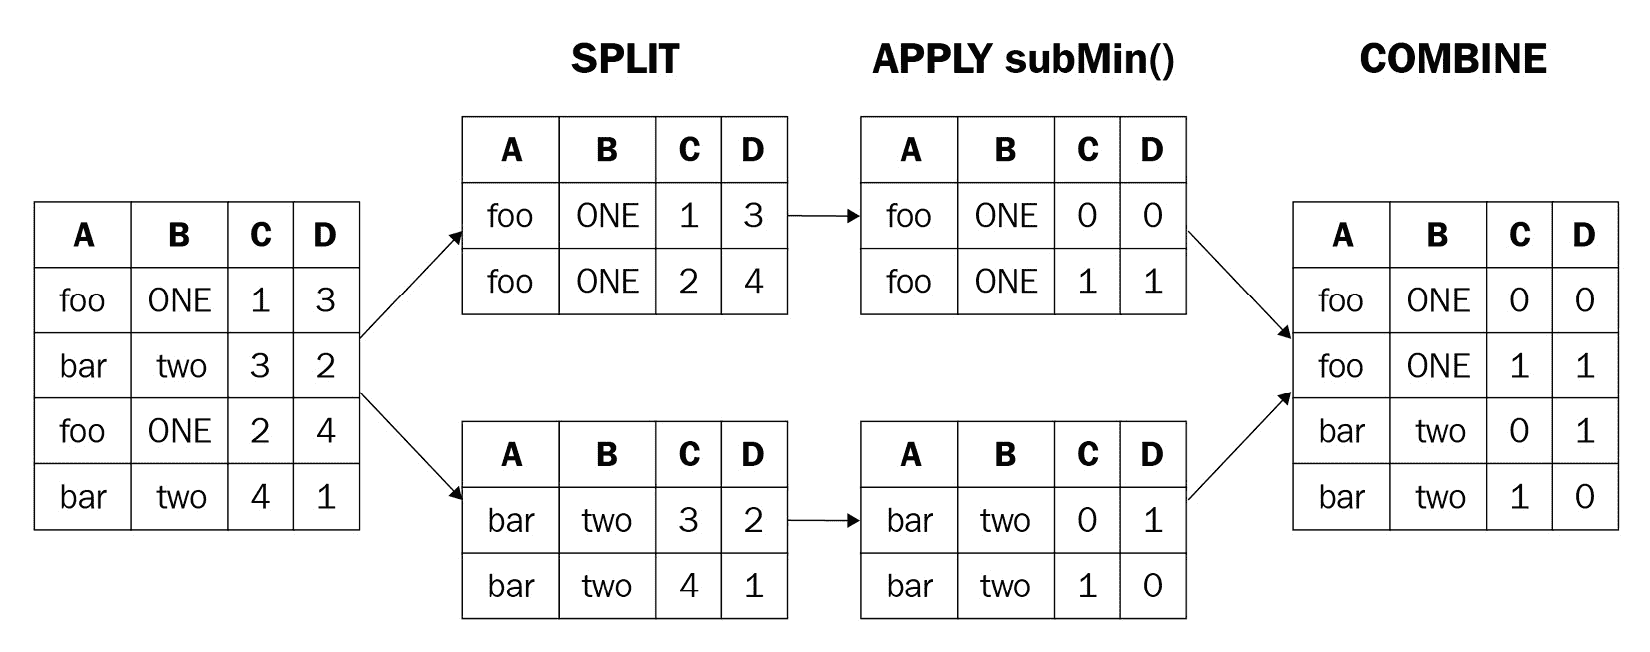 SPLIT APPLY subMin() COMBINE
A B C D
foo ONE 1 3
bar two 3 2
foo ONE 2 4
bar two 4 1
A B C D
foo ONE 1 3
foo ONE 2 4
A B C D
bar two 3 2
bar two 4 1
A B C D
foo ONE 0 0
foo ONE 1 1
A B C D
bar two 0 1
bar two 1 0
A B C D
foo ONE 0 0
foo ONE 1 1
bar two 0 1
bar two 1 0